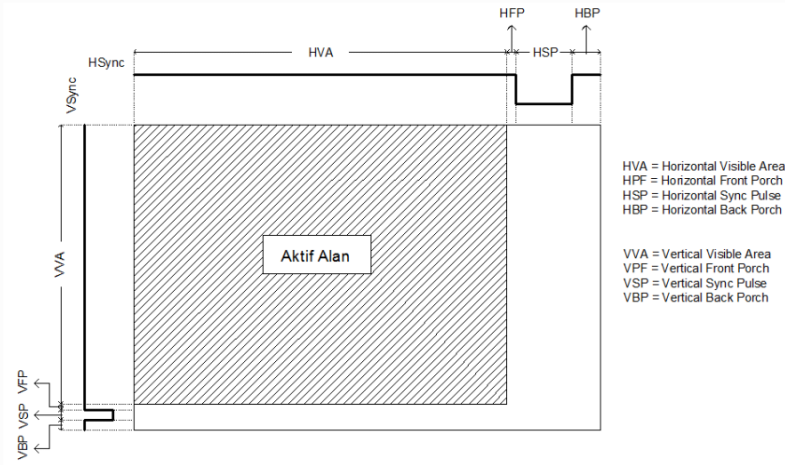 HFP
HBP
HVA
HSP
HSync
VSync
HVA = Horizontal Visible Area
HPF = Horizontal Front Porch
HSP = Horizontal Sync Pulse
HBP = Horizontal Back Porch
VVA
Aktif Alan
VVA = Vertical Visible Area
VPF = Vertical Front Porch
VSP = Vertical Sync Pulse
VBP = Vertical Back Porch
VFP
VSP
VBP